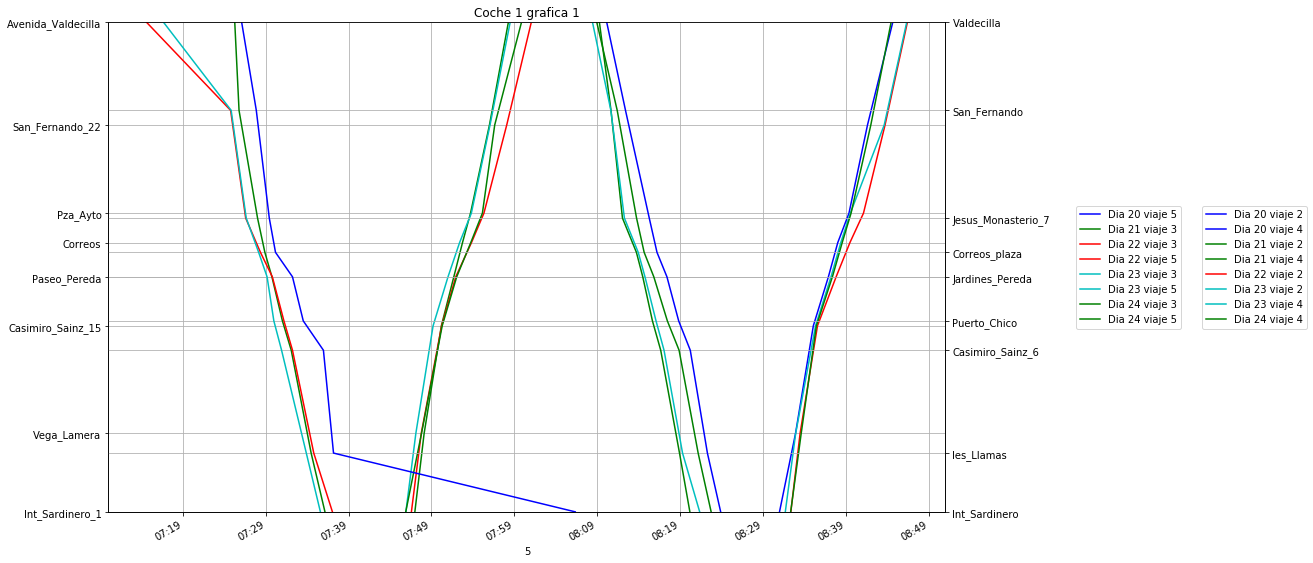 Coche 1 grafica 1
Avenida_Valdecilla
San_Fernando_22
Pza_Ayto
Correos
Paseo_Pereda
Casimiro_Sainz_15
Vega_Lamera
Int_Sardinero_1
Valdecilla
San_Fernando
Jesus_Monasterio_7
Correos_plaza
Jardines_Pereda
Puerto_Chico
Casimiro_Sainz_6
Ies_Llamas
Int_Sardinero
07:19
07:29
07:39
07:49
07:59
08:09
08:19
08:29
08:39
08:49
5
Dia 20 viaje 5
Dia 21 viaje 3
Dia 22 viaje 3
Dia 22 viaje 5
Dia 23 viaje 3
Dia 23 viaje 5
Dia 24 viaje 3
Dia 24 viaje 5
Dia 20 viaje 2
Dia 20 viaje 4
Dia 21 viaje 2
Dia 21 viaje 4
Dia 22 viaje 2
Dia 23 viaje 2
Dia 23 viaje 4
Dia 24 viaje 4